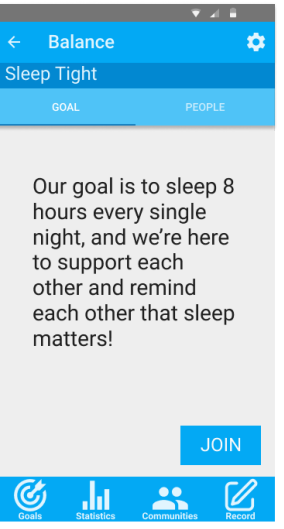 Balance
Sleep Tight
GOAL PEOPLE
Our goal is to sleep 8
hours every single
night, and we’re here
to support each
other and remind
each other that sleep
matters!
JOIN
Goals Statistics Communities Record